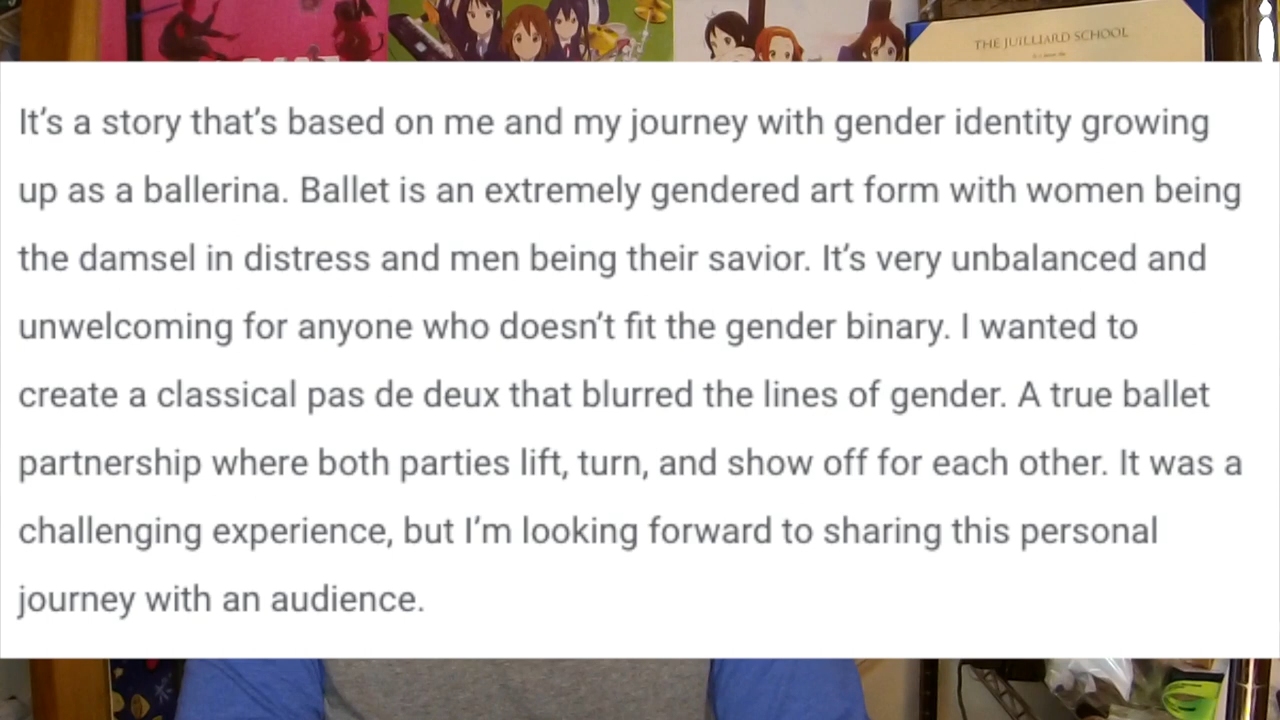 THE JUILLIARD SCHOOL
It's a story that's based on me and my journey with gender identity growing
up as a ballerina. Ballet is an extremely gendered art form with women being
the damsel in distress and men being their savior. It's very unbalanced and
unwelcoming for anyone who doesn't fit the gender binary. I wanted to
create a classical pas de deux that blurred the lines of gender. A true ballet
partnership where both parties lift, turn, and show off for each other. It was a
challenging experience, but I'm looking forward to sharing this personal
journey with an audience.